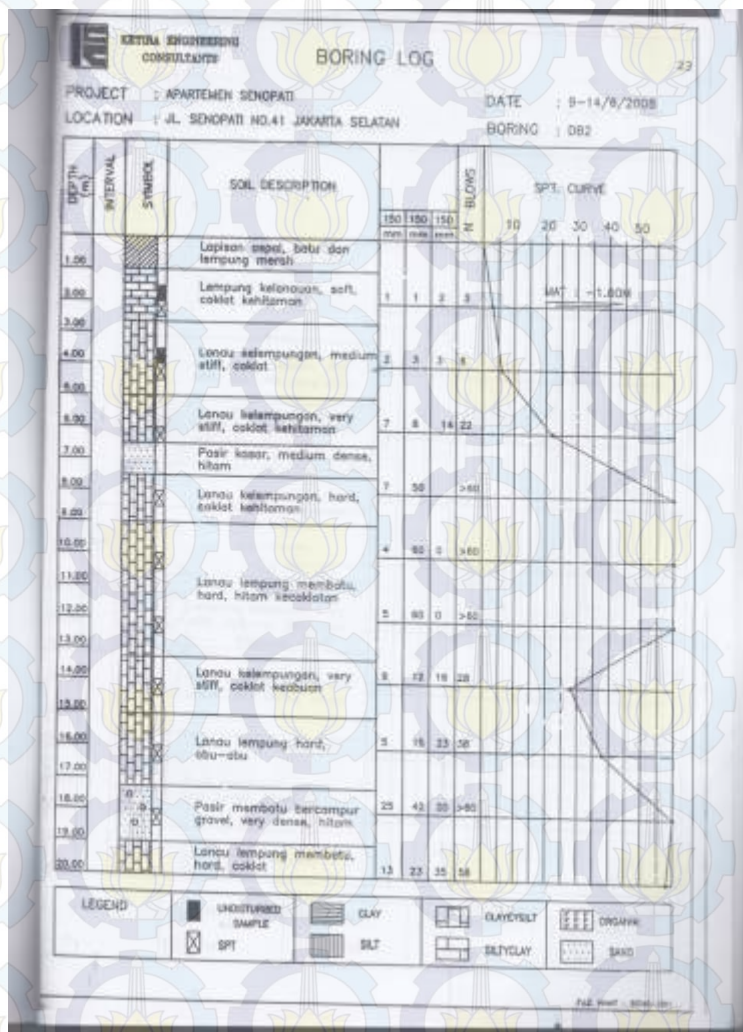 KETIRA ENGINEERING
CONSULTANTS
BORING LOG
23
PROJECT : APARTEMEN SENOPATI
DATE : 9-14/6/2008
LOCATION : JL. SENOPATI NO.41 JAKARTA SELATAN
BORING : DB2
DEPTH (m)
INTERVAL
SYMBOL
SOIL DESCRIPTION
150 mm 150 mm 150 mm
N BLOWS
SPT. CURVE
10 20 30 40 50
Lapisan aspal, batu dan
lempung merah
1.00
Lempung kelanauan, soft,
coklat kehitaman
2.00
1 1 2 3
MAT : -1.60M
3.00
Lanau kelempungan, medium
stiff, coklat
4.00
2 3 3 6
5.00
Lanau kelempungan, very
stiff, coklat kehitaman
6.00
7 8 14 22
7.00
Pasir kasar, medium dense,
hitam
8.00
7 50 >60
Lanau kelempungan, hard,
coklat kehitaman
9.00
10.00
4 60 0 >60
11.00
Lanau lempung membatu,
hard, hitam kecoklatan
12.00
5 60 0 >60
13.00
14.00
Lanau kelempungan, very
stiff, coklat keabuan
9 12 16 28
15.00
16.00
Lanau lempung hard,
abu-abu
5 15 23 38
17.00
18.00
Pasir membatu bercampur
gravel, very dense, hitam
25 42 >60
19.00
Lanau lempung membatu,
hard, coklat
20.00
13 23 35 58
LEGEND
UNDISTURBED
SAMPLE
CLAY
CLAYEYSILT
ORGANIK
SPT
SILT
SILTYCLAY
SAND